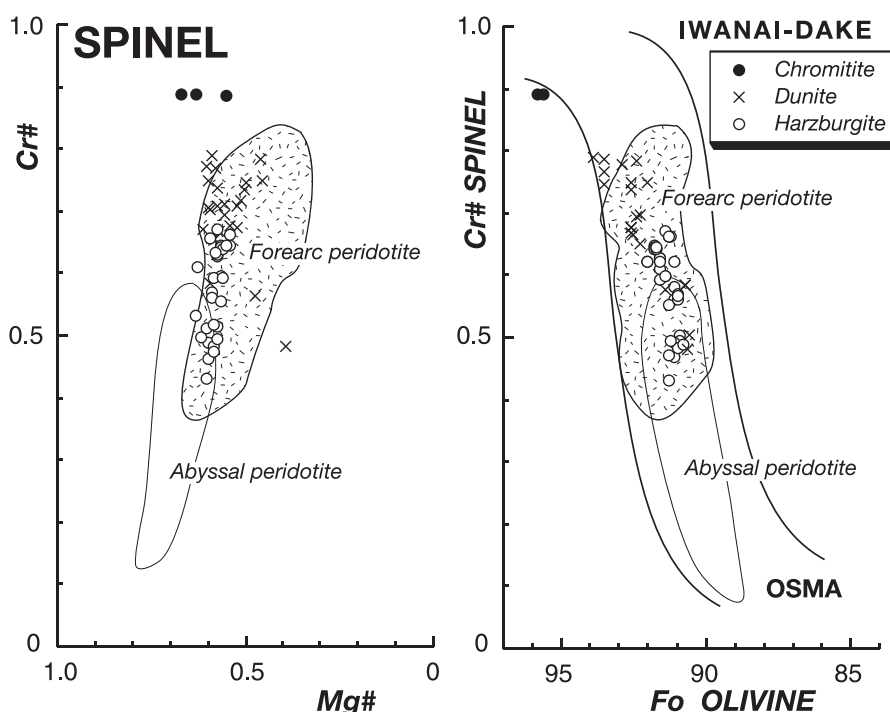 SPINEL
1.0
0.5
0
Cr#
Forearc peridotite
Abyssal peridotite
1.0
0.5
0
Mg#
IWANAI-DAKE
Chromitite
Dunite
Harzburgite
1.0
0.5
0
Cr# SPINEL
Forearc peridotite
Abyssal peridotite
OSMA
95
90
85
Fo OLIVINE